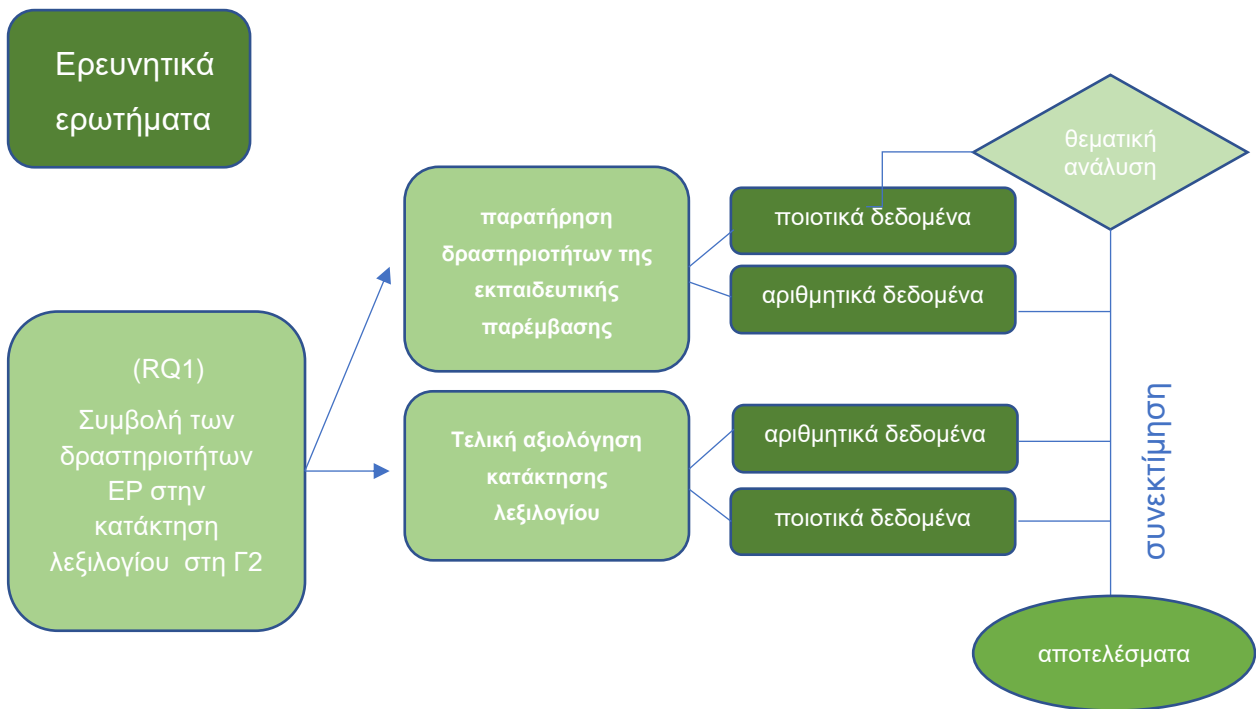 Ερευνητικά
ερωτήματα
(RQ1)
Συμβολή των
δραστηριοτήτων
ΕΡ στην
κατάκτηση
λεξιλογίου στη Γ2
παρατήρηση
δραστηριοτήτων της
εκπαιδευτικής
παρέμβασης
Τελική αξιολόγηση
κατάκτησης
λεξιλογίου
ποιοτικά δεδομένα
αριθμητικά δεδομένα
αριθμητικά δεδομένα
ποιοτικά δεδομένα
θεματική
ανάλυση
συνεκτίμηση
αποτελέσματα